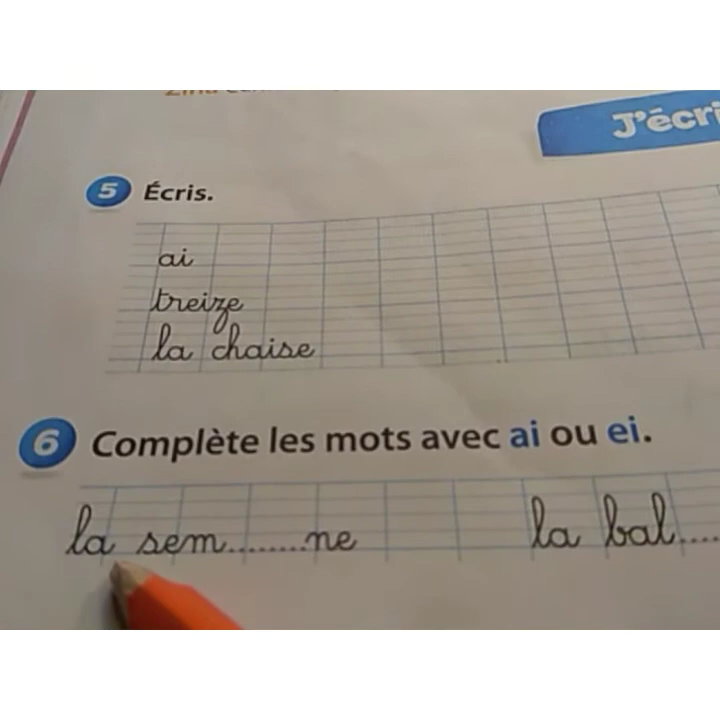 J'écri
5 Écris.
ai
treize
la chaise
6 Complète les mots avec ai ou ei.
la sem........ne la bal....